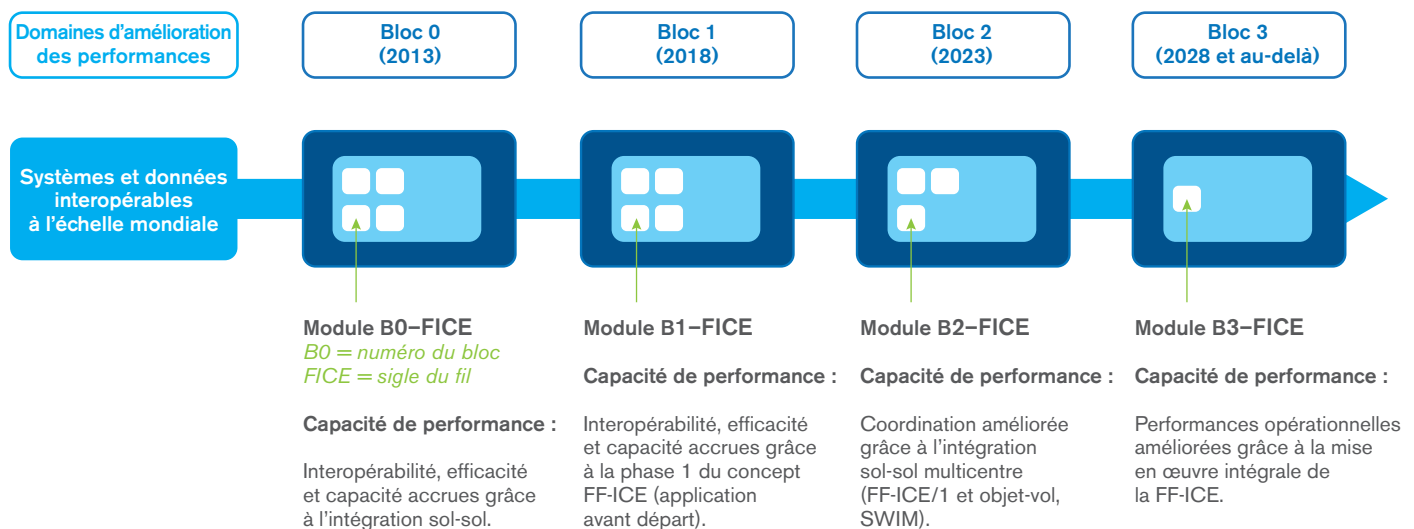 Domaines d'amélioration
des performances
Bloc 0
(2013)
Bloc 1
(2018)
Bloc 2
(2023)
Bloc 3
(2028 et au-delà)
Systèmes et données
interopérables
à l'échelle mondiale
Module B0–FICE
B0 = numéro du bloc
FICE = sigle du fil
Capacité de performance :
Interopérabilité, efficacité
et capacité accrues grâce
à l'intégration sol-sol.
Module B1–FICE
Capacité de performance :
Interopérabilité, efficacité
et capacité accrues grâce
à la phase 1 du concept
FF-ICE (application
avant départ).
Module B2–FICE
Capacité de performance :
Coordination améliorée
grâce à l'intégration
sol-sol multicentre
(FF-ICE/1 et objet-vol,
SWIM).
Module B3–FICE
Capacité de performance :
Performances opérationnelles
améliorées grâce à la mise
en œuvre intégrale de
la FF-ICE.